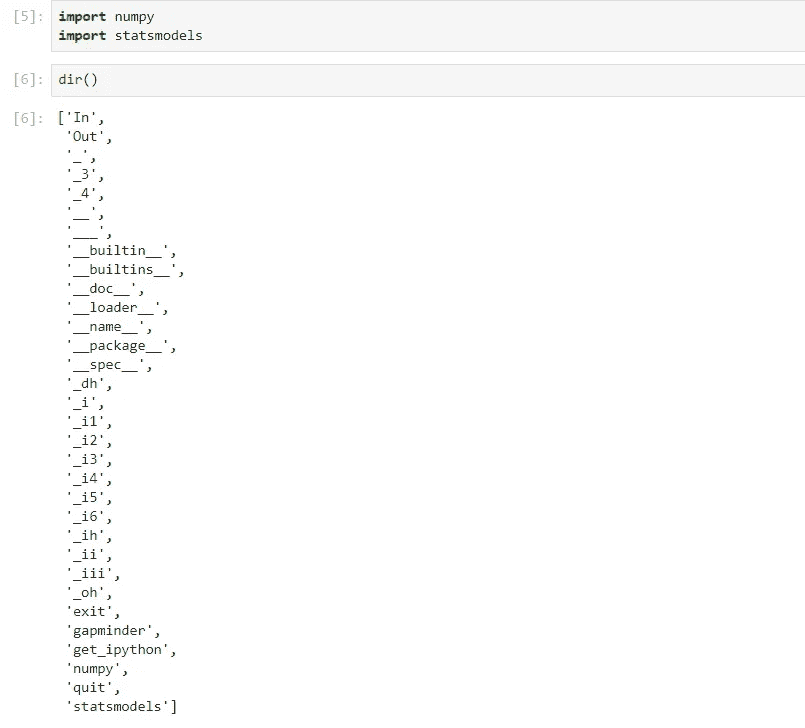 [5]: import numpy
import statsmodels
[6]: dir()
[6]: ['In',
'Out',
'_',
'_3',
'_4',
'__',
'___',
'__builtin__',
'__builtins__',
'__doc__',
'__loader__',
'__name__',
'__package__',
'__spec__',
'_dh',
'_i',
'_i1',
'_i2',
'_i3',
'_i4',
'_i5',
'_i6',
'_ih',
'_ii',
'_iii',
'_oh',
'exit',
'gapminder',
'get_ipython',
'numpy',
'quit',
'statsmodels']